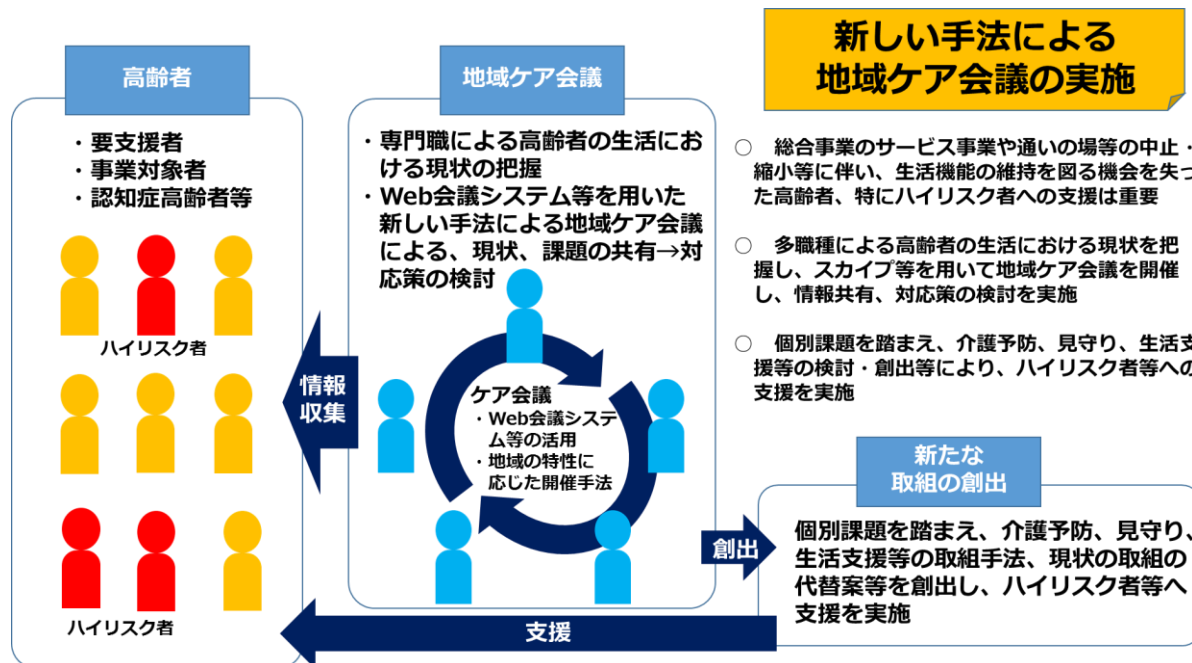 新しい手法による
地域ケア会議の実施
高齢者
・要支援者
・事業対象者
・認知症高齢者等
ハイリスク者
ハイリスク者
情報
収集
地域ケア会議
・専門職による高齢者の生活にお
ける現状の把握
・Web会議システム等を用いた
新しい手法による地域ケア会議
による、現状、課題の共有→対
応策の検討
ケア会議
・Web会議システ
ム等の活用
・地域の特性に
応じた開催手法
○　総合事業のサービス事業や通いの場等の中止・
縮小等に伴い、生活機能の維持を図る機会を失っ
た高齢者、特にハイリスク者への支援は重要
○　多職種による高齢者の生活における現状を把
握し、スカイプ等を用いて地域ケア会議を開催
し、情報共有、対応策の検討を実施
○　個別課題を踏まえ、介護予防、見守り、生活支
援等の検討・創出等により、ハイリスク者等への
支援を実施
創出
新たな
取組の創出
個別課題を踏まえ、介護予防、見守り、
生活支援等の取組手法、現状の取組の
代替案等を創出し、ハイリスク者等へ
支援を実施
支援